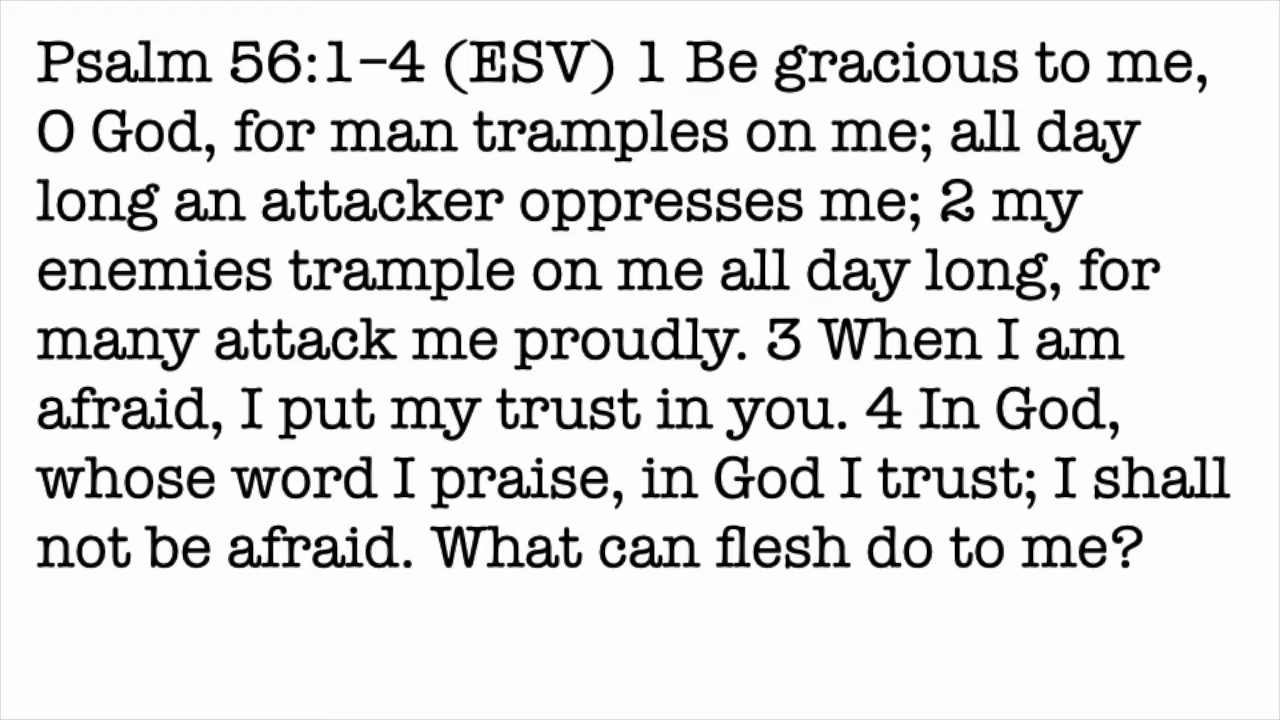 Psalm 56:1–4 (ESV) 1 Be gracious to me,
O God, for man tramples on me; all day
long an attacker oppresses me; 2 my
enemies trample on me all day long, for
many attack me proudly. 3 When I am
afraid, I put my trust in you. 4 In God,
whose word I praise, in God I trust; I shall
not be afraid. What can flesh do to me?